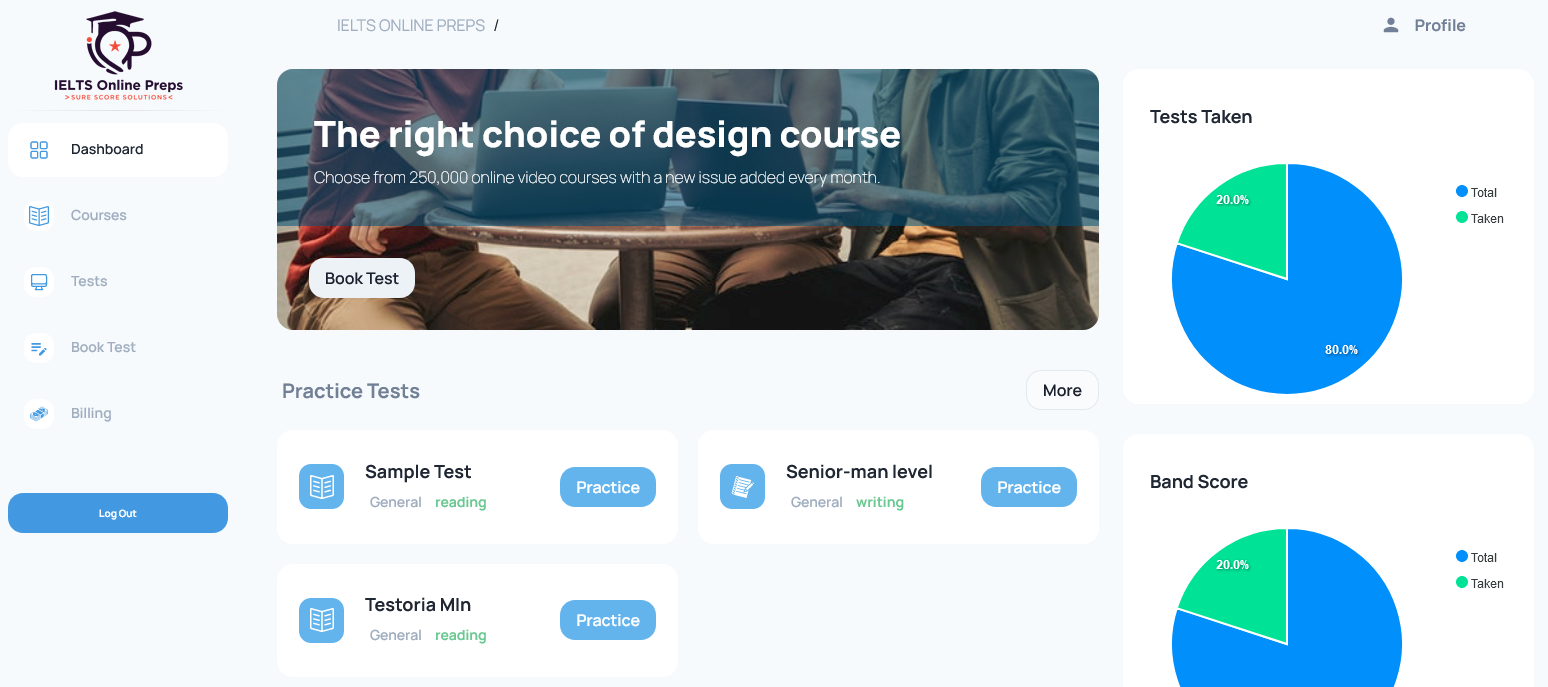 IELTS Online Preps
>SURE SCORE SOLUTIONS<
Dashboard
Courses
Tests
Book Test
Billing
Log Out
IELTS ONLINE PREPS /
Profile
The right choice of design course
Choose from 250,000 online video courses with a new issue added every month.
Book Test
Practice Tests
More
Sample Test
General reading
Practice
Senior-man level
General writing
Practice
Testoria Mln
General reading
Practice
Tests Taken
20.0%
80.0%
Total
Taken
Band Score
20.0%
Total
Taken